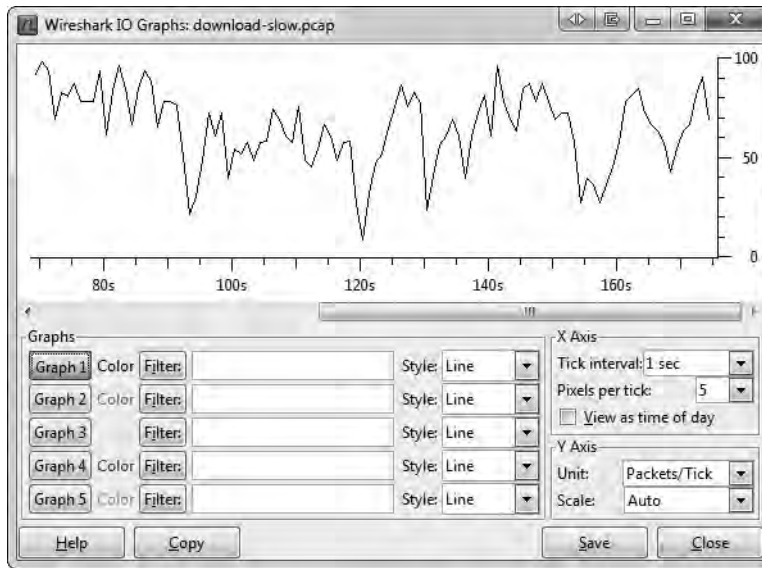 Wireshark IO Graphs: download-slow.pcap
100
50
0
80s 100s 120s 140s 160s
Graphs
Graph 1 Color Filter: Style: Line
Graph 2 Color Filter: Style: Line
Graph 3 Filter: Style: Line
Graph 4 Color Filter: Style: Line
Graph 5 Color Filter: Style: Line
X Axis
Tick interval: 1 sec
Pixels per tick: 5
View as time of day
Y Axis
Unit: Packets/Tick
Scale: Auto
Help Copy Save Close